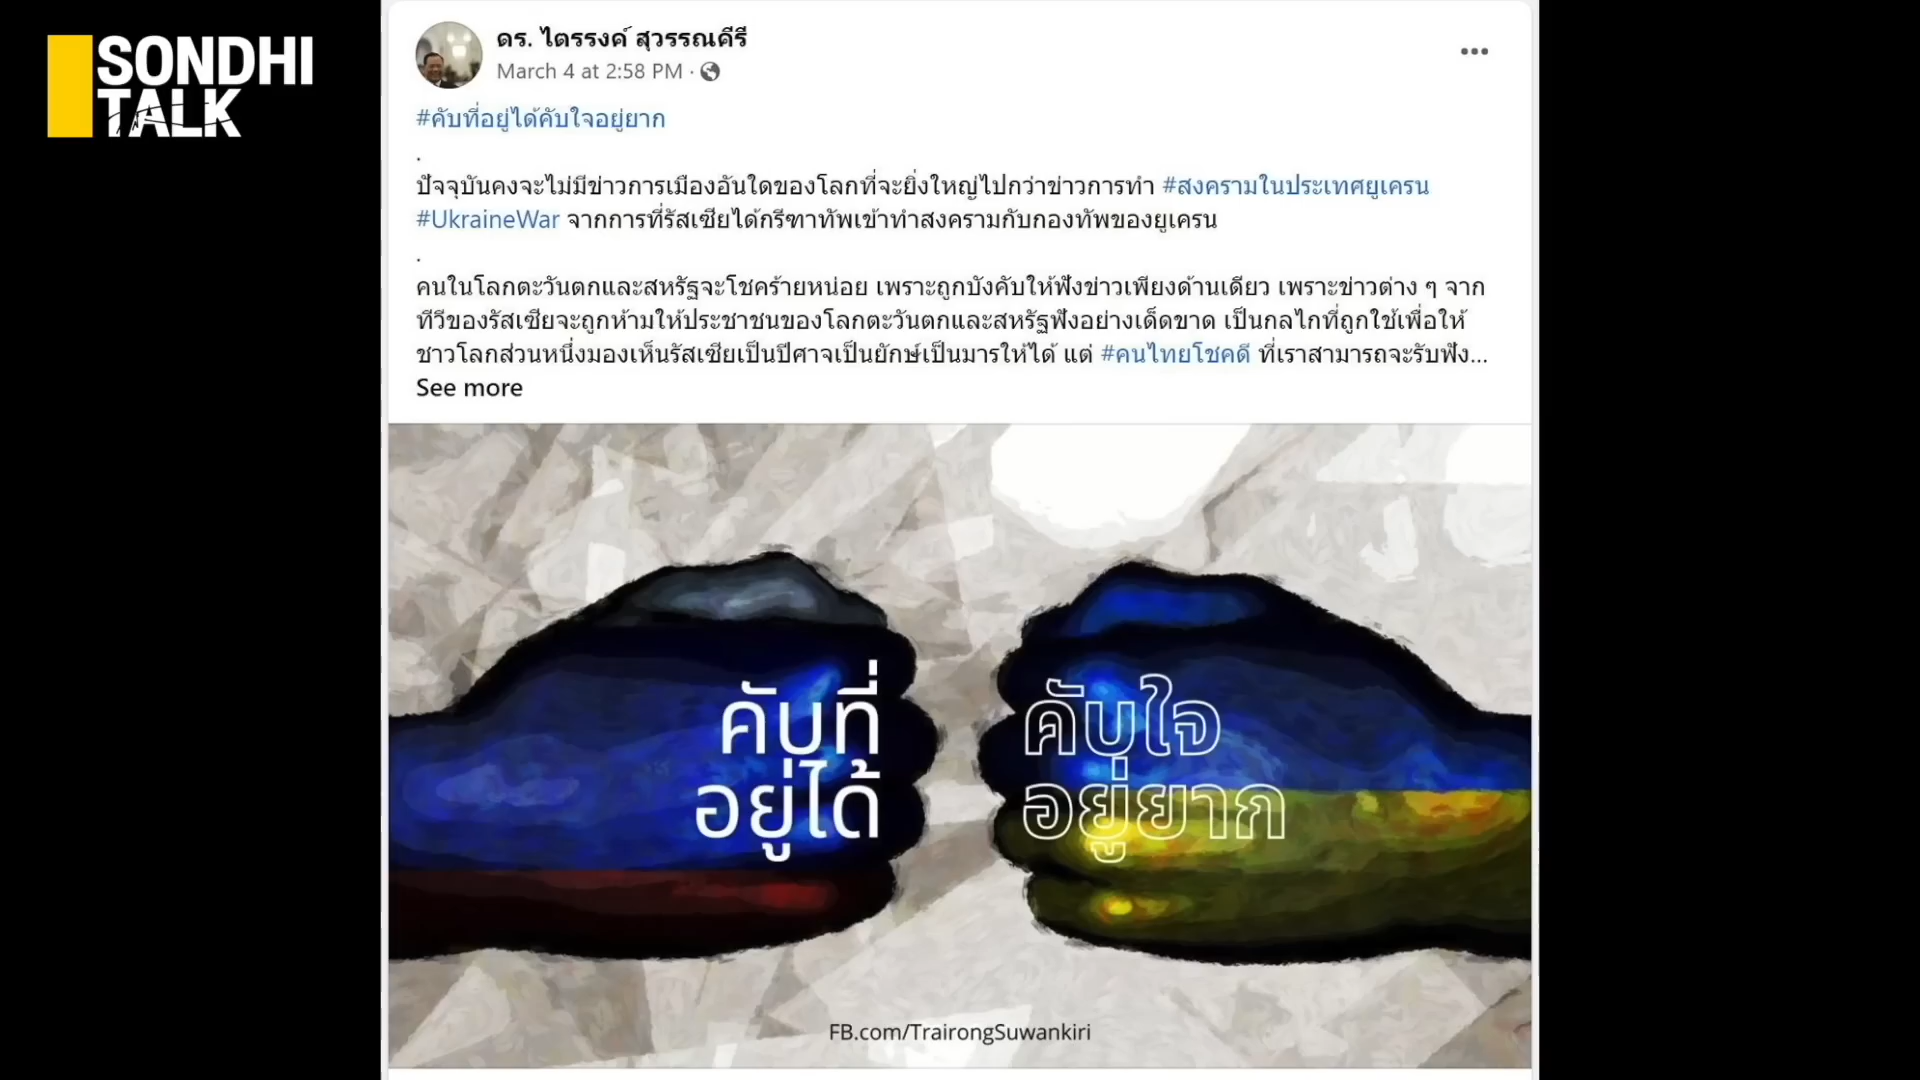 SONDHI
TALK
ดร. ไตรรงค์ สุวรรณคีรี
March 4 at 2:58 PM ·
#คับที่อยู่ได้คับใจอยู่ยาก
.
ปัจจุบันคงจะไม่มีข่าวการเมืองอันใดของโลกที่จะยิ่งใหญ่ไปกว่าข่าวการทำ #สงครามในประเทศยูเครน
#UkraineWar จากการที่รัสเซียได้กรีฑาทัพเข้าทำสงครามกับกองทัพของยูเครน
.
คนในโลกตะวันตกและสหรัฐจะโชคร้ายหน่อย เพราะถูกบังคับให้ฟังข่าวเพียงด้านเดียว เพราะข่าวต่าง ๆ จาก
ทีวีของรัสเซียจะถูกห้ามให้ประชาชนของโลกตะวันตกและสหรัฐฟังอย่างเด็ดขาด เป็นกลไกที่ถูกใช้เพื่อให้
ชาวโลกส่วนหนึ่งมองเห็นรัสเซียเป็นปีศาจเป็นยักษ์เป็นมารให้ได้ แต่ #คนไทยโชคดี ที่เราสามารถจะรับฟัง...
See more
คับที่
อยู่ได้
คับใจ
อยู่ยาก
FB.com/TrairongSuwankiri